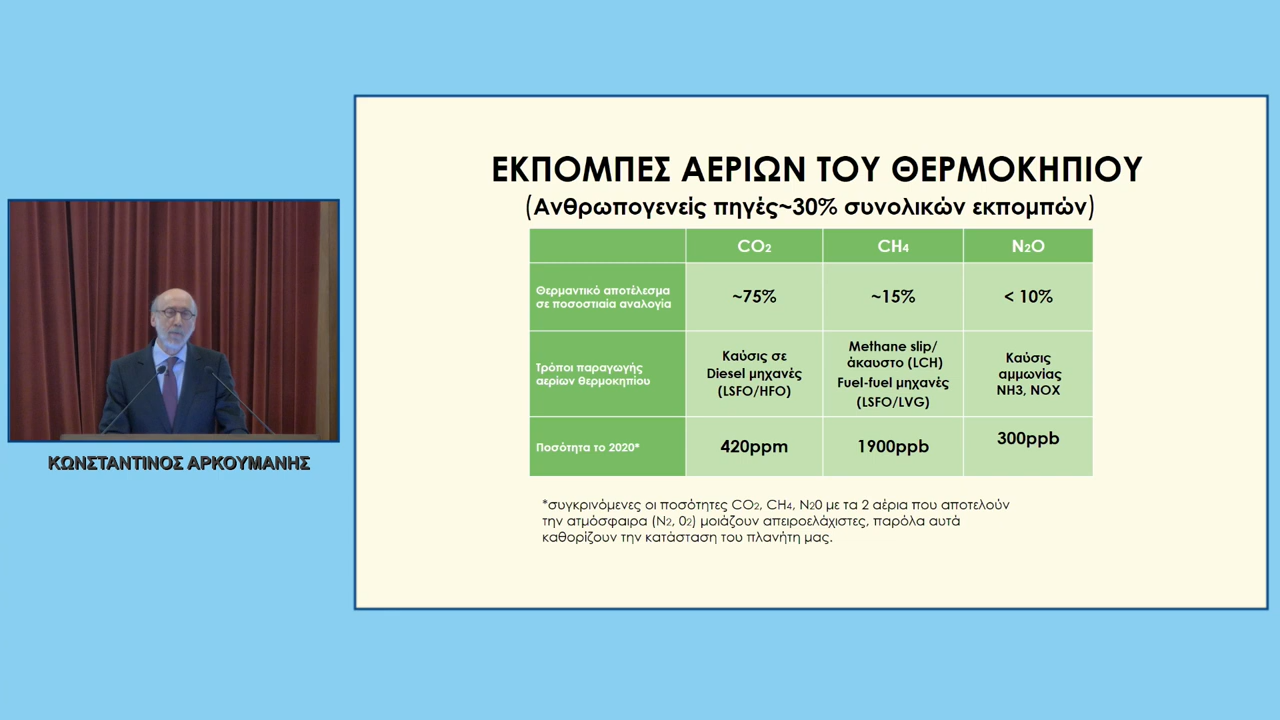 ΕΚΠΟΜΠΕΣ ΑΕΡΙΩΝ ΤΟΥ ΘΕΡΜΟΚΗΠΙΟΥ
(Ανθρωπογενείς πηγές~30% συνολικών εκπομπών)
CO₂ CH₄ N₂O
Θερμαντικό αποτέλεσμα
σε ποσοστιαία αναλογία
~75% ~15% < 10%
Τρόποι παραγωγής
αερίων θερμοκηπίου
Καύσις σε
Diesel μηχανές
(LSFO/HFO)
Methane slip/
άκαυστο (LCH)
Fuel-fuel μηχανές
(LSFO/LVG)
Καύσις
αμμωνίας
NH3, NOX
Ποσότητα το 2020* 420ppm 1900ppb 300ppb
*συγκρινόμενες οι ποσότητες CO₂, CH₄, N₂0 με τα 2 αέρια που αποτελούν
την ατμόσφαιρα (N₂, 0₂) μοιάζουν απειροελάχιστες, παρόλα αυτά
καθορίζουν την κατάσταση του πλανήτη μας.
ΚΩΝΣΤΑΝΤΙΝΟΣ ΑΡΚΟΥΜΑΝΗΣ